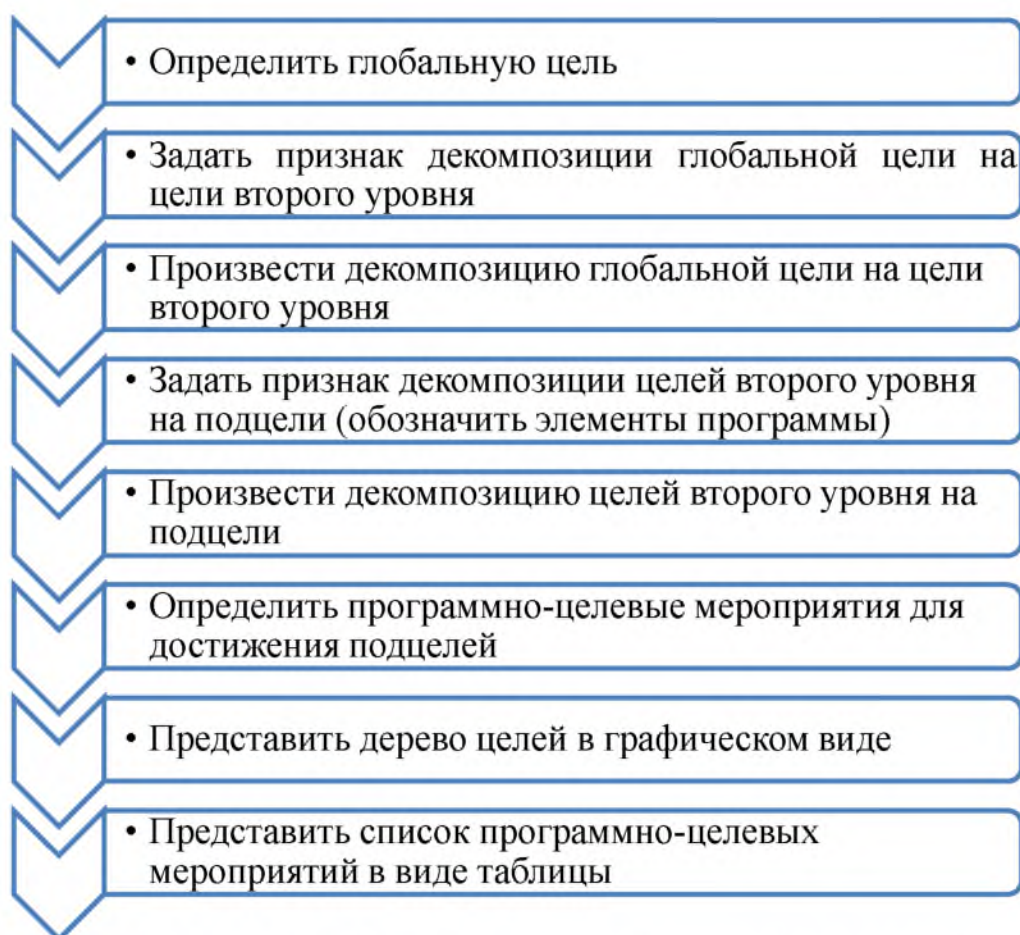 • Определить глобальную цель
• Задать признак декомпозиции глобальной цели на
цели второго уровня
• Произвести декомпозицию глобальной цели на цели
второго уровня
• Задать признак декомпозиции целей второго уровня
на подцели (обозначить элементы программы)
• Произвести декомпозицию целей второго уровня на
подцели
• Определить программно-целевые мероприятия для
достижения подцелей
• Представить дерево целей в графическом виде
• Представить список программно-целевых
мероприятий в виде таблицы